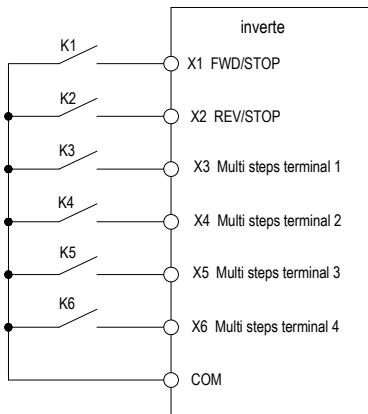 inverte
K1
X1 FWD/STOP
K2
X2 REV/STOP
K3
X3 Multi steps terminal 1
K4
X4 Multi steps terminal 2
K5
X5 Multi steps terminal 3
K6
X6 Multi steps terminal 4
COM